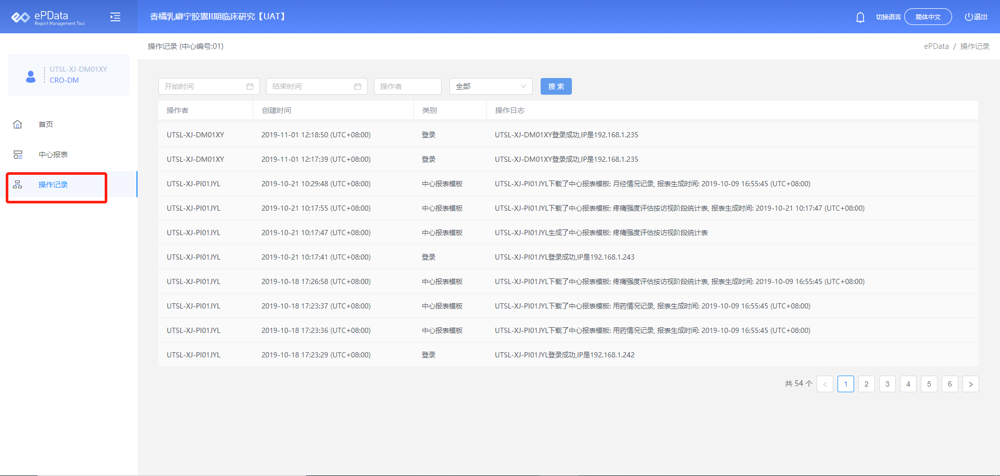 ePData
Report Management Tool
香橘乳癖宁胶囊II期临床研究【UAT】
切换语言 简体中文 退出
操作记录 (中心编号:01)
ePData / 操作记录
UTSL-XJ-DM01XY
CRO-DM
首页
中心报表
操作记录
开始时间 结束时间 操作者 全部 搜 索
操作者 创建时间 类别 操作日志
UTSL-XJ-DM01XY 2019-11-01 12:18:50 (UTC+08:00) 登录 UTSL-XJ-DM01XY登录成功,IP是192.168.1.235
UTSL-XJ-DM01XY 2019-11-01 12:17:39 (UTC+08:00) 登录 UTSL-XJ-DM01XY登录成功,IP是192.168.1.235
UTSL-XJ-PI01JYL 2019-10-21 10:29:48 (UTC+08:00) 中心报表模板 UTSL-XJ-PI01JYL下载了中心报表模板: 月经情况记录, 报表生成时间: 2019-10-09 16:55:45 (UTC+08:00)
UTSL-XJ-PI01JYL 2019-10-21 10:17:55 (UTC+08:00) 中心报表模板 UTSL-XJ-PI01JYL下载了中心报表模板: 疼痛强度评估按访视阶段统计表, 报表生成时间: 2019-10-21 10:17:47 (UTC+08:00)
UTSL-XJ-PI01JYL 2019-10-21 10:17:47 (UTC+08:00) 中心报表模板 UTSL-XJ-PI01JYL生成了中心报表模板: 疼痛强度评估按访视阶段统计表
UTSL-XJ-PI01JYL 2019-10-21 10:17:41 (UTC+08:00) 登录 UTSL-XJ-PI01JYL登录成功,IP是192.168.1.243
UTSL-XJ-PI01JYL 2019-10-18 17:26:58 (UTC+08:00) 中心报表模板 UTSL-XJ-PI01JYL下载了中心报表模板: 疼痛强度评估按访视阶段统计表, 报表生成时间: 2019-10-09 16:55:45 (UTC+08:00)
UTSL-XJ-PI01JYL 2019-10-18 17:23:37 (UTC+08:00) 中心报表模板 UTSL-XJ-PI01JYL下载了中心报表模板: 用药情况记录, 报表生成时间: 2019-10-09 16:55:45 (UTC+08:00)
UTSL-XJ-PI01JYL 2019-10-18 17:23:36 (UTC+08:00) 中心报表模板 UTSL-XJ-PI01JYL下载了中心报表模板: 用药情况记录, 报表生成时间: 2019-10-09 16:55:45 (UTC+08:00)
UTSL-XJ-PI01JYL 2019-10-18 17:23:29 (UTC+08:00) 登录 UTSL-XJ-PI01JYL登录成功,IP是192.168.1.242
共 54 个 < 1 2 3 4 5 6 >